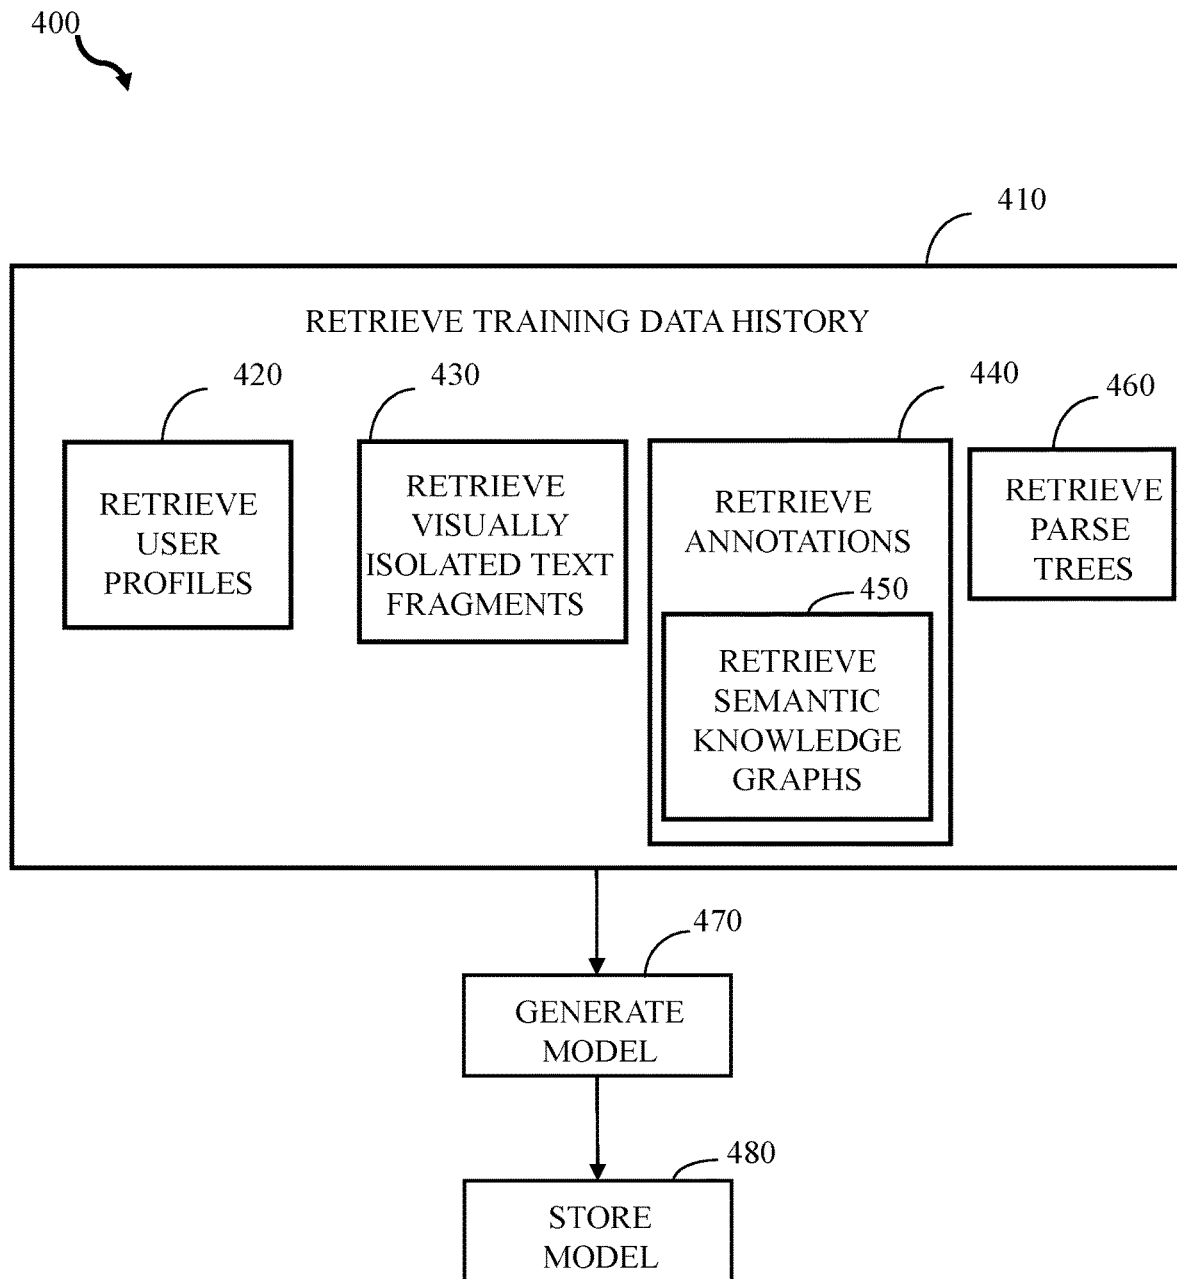 400
410
RETRIEVE TRAINING DATA HISTORY
420
430
440
460
RETRIEVE
USER
PROFILES
RETRIEVE
VISUALLY
ISOLATED TEXT
FRAGMENTS
RETRIEVE
ANNOTATIONS
450
RETRIEVE
SEMANTIC
KNOWLEDGE
GRAPHS
RETRIEVE
PARSE
TREES
470
GENERATE
MODEL
480
STORE
MODEL